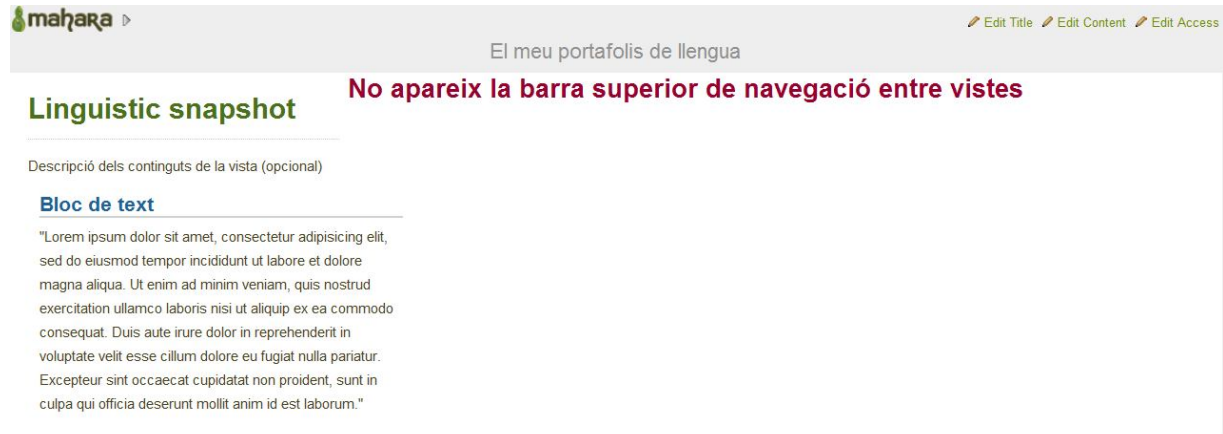 mahara
Edit Title Edit Content Edit Access
El meu portafolis de llengua
No apareix la barra superior de navegació entre vistes
Linguistic snapshot
Descripció dels continguts de la vista (opcional)
Bloc de text
"Lorem ipsum dolor sit amet, consectetur adipisicing elit,
sed do eiusmod tempor incididunt ut labore et dolore
magna aliqua. Ut enim ad minim veniam, quis nostrud
exercitation ullamco laboris nisi ut aliquip ex ea commodo
consequat. Duis aute irure dolor in reprehenderit in
voluptate velit esse cillum dolore eu fugiat nulla pariatur.
Excepteur sint occaecat cupidatat non proident, sunt in
culpa qui officia deserunt mollit anim id est laborum."